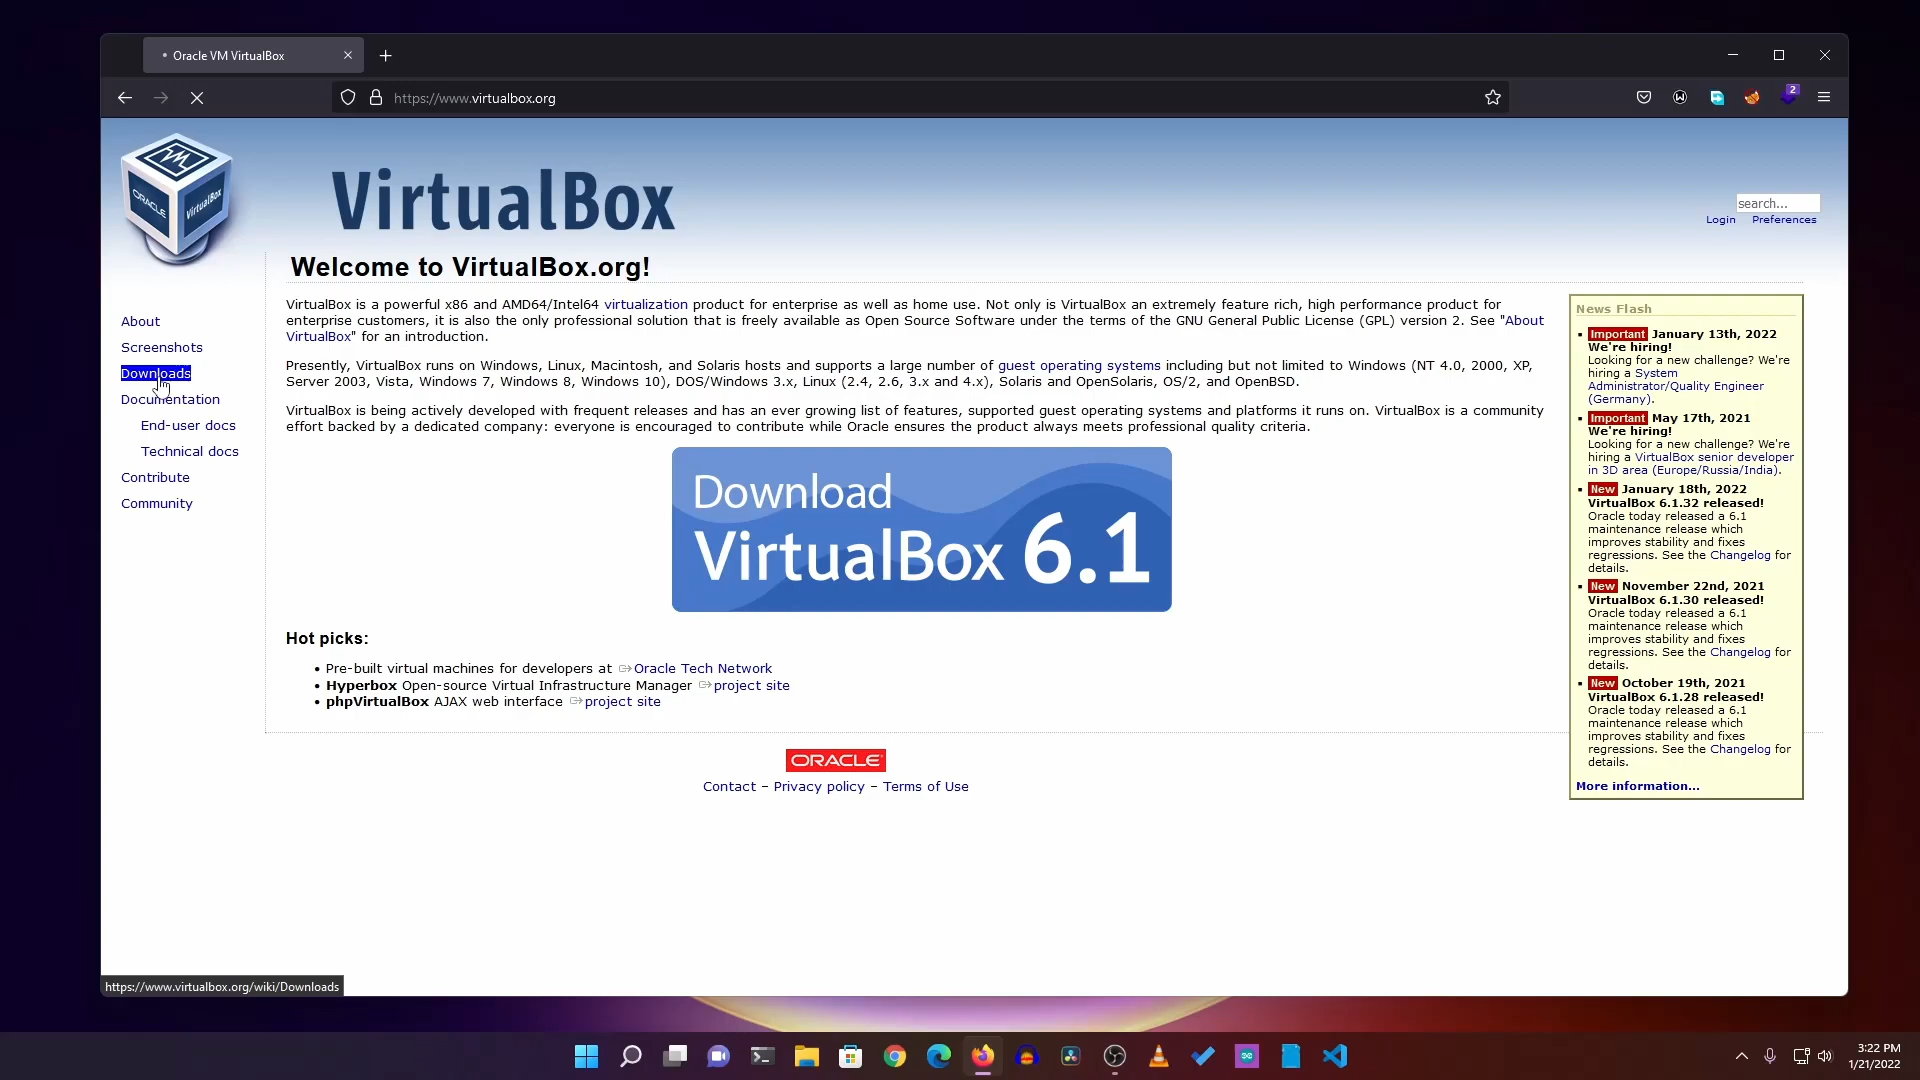 Oracle VM VirtualBox
https://www.virtualbox.org
2
ORACLE
VirtualBox
VirtualBox
search...
Login Preferences
Welcome to VirtualBox.org!
About
Screenshots
Downloads
Documentation
End-user docs
Technical docs
Contribute
Community
VirtualBox is a powerful x86 and AMD64/Intel64 virtualization product for enterprise as well as home use. Not only is VirtualBox an extremely feature rich, high performance product for
enterprise customers, it is also the only professional solution that is freely available as Open Source Software under the terms of the GNU General Public License (GPL) version 2. See "About
VirtualBox" for an introduction.
Presently, VirtualBox runs on Windows, Linux, Macintosh, and Solaris hosts and supports a large number of guest operating systems including but not limited to Windows (NT 4.0, 2000, XP,
Server 2003, Vista, Windows 7, Windows 8, Windows 10), DOS/Windows 3.x, Linux (2.4, 2.6, 3.x and 4.x), Solaris and OpenSolaris, OS/2, and OpenBSD.
VirtualBox is being actively developed with frequent releases and has an ever growing list of features, supported guest operating systems and platforms it runs on. VirtualBox is a community
effort backed by a dedicated company: everyone is encouraged to contribute while Oracle ensures the product always meets professional quality criteria.
Download
VirtualBox 6.1
Hot picks:
• Pre-built virtual machines for developers at Oracle Tech Network
• Hyperbox Open-source Virtual Infrastructure Manager project site
• phpVirtualBox AJAX web interface project site
ORACLE
Contact – Privacy policy – Terms of Use
News Flash
Important January 13th, 2022
We're hiring!
Looking for a new challenge? We're
hiring a System
Administrator/Quality Engineer
(Germany).
Important May 17th, 2021
We're hiring!
Looking for a new challenge? We're
hiring a VirtualBox senior developer
in 3D area (Europe/Russia/India).
New January 18th, 2022
VirtualBox 6.1.32 released!
Oracle today released a 6.1
maintenance release which
improves stability and fixes
regressions. See the Changelog for
details.
New November 22nd, 2021
VirtualBox 6.1.30 released!
Oracle today released a 6.1
maintenance release which
improves stability and fixes
regressions. See the Changelog for
details.
New October 19th, 2021
VirtualBox 6.1.28 released!
Oracle today released a 6.1
maintenance release which
improves stability and fixes
regressions. See the Changelog for
details.
More information...
https://www.virtualbox.org/wiki/Downloads
3:22 PM
1/21/2022